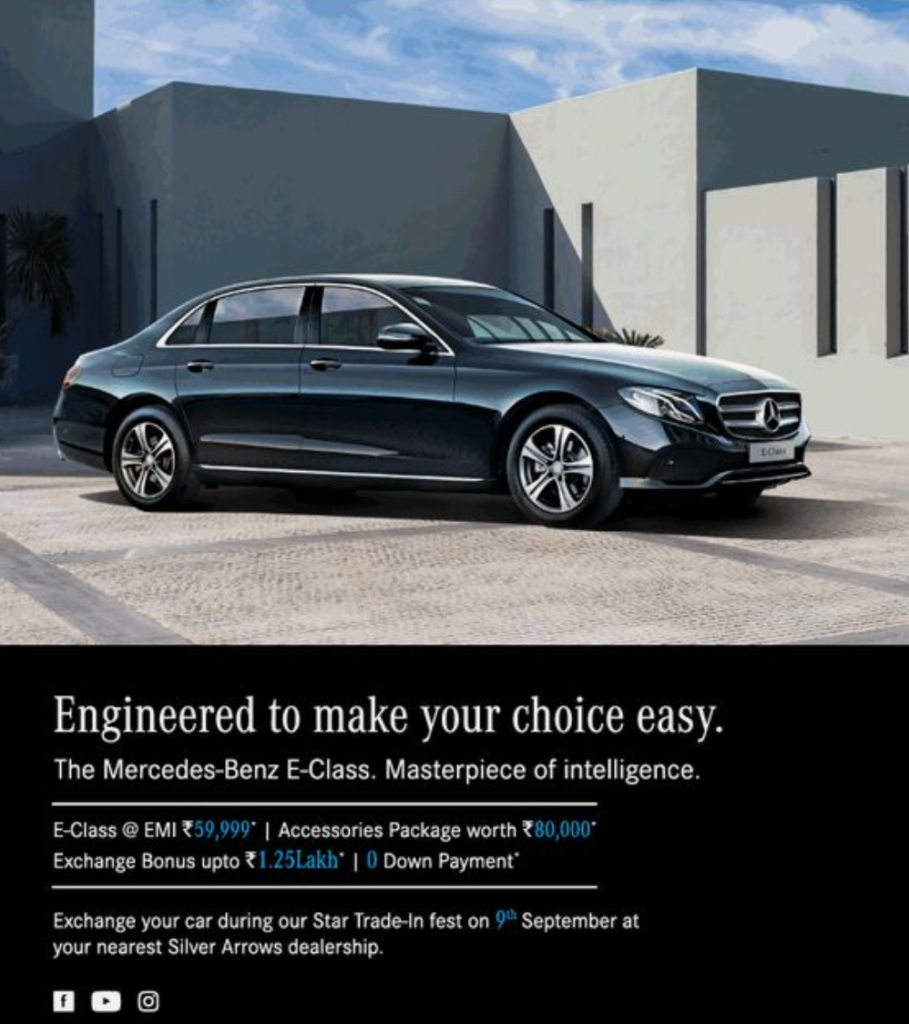 E-Class
Engineered to make your choice easy.
The Mercedes-Benz E-Class. Masterpiece of intelligence.
E-Class @ EMI ₹59,999* | Accessories Package worth ₹80,000*
Exchange Bonus upto ₹1.25Lakh* | 0 Down Payment*
Exchange your car during our Star Trade-In fest on 9th September at
your nearest Silver Arrows dealership.